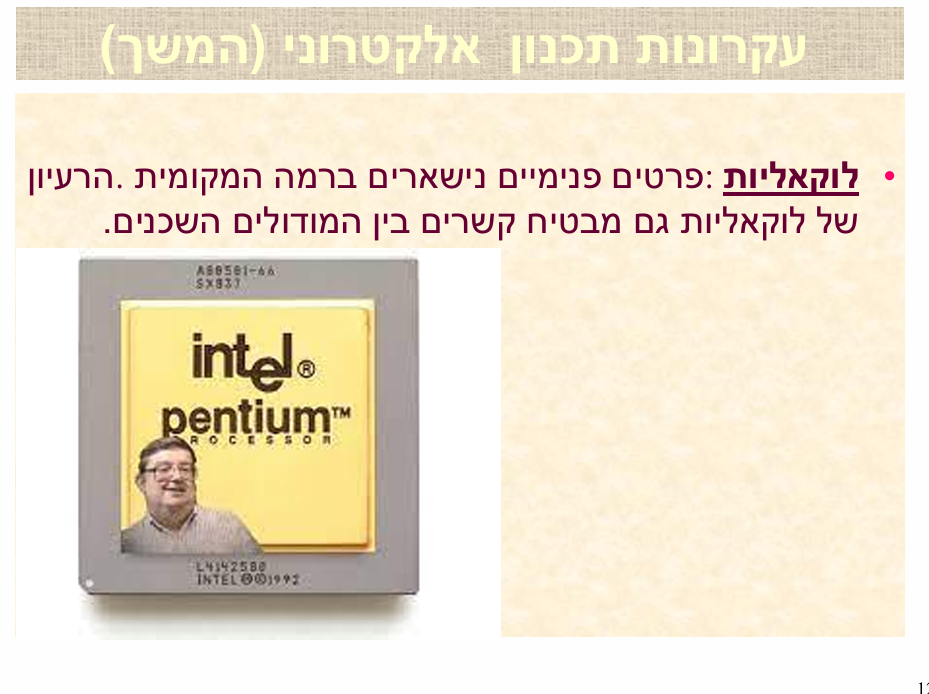 עקרונות תכנון אלקטרוני (המשך)
• לוקאליות :פרטים פנימיים נישארים ברמה המקומית .הרעיון
של לוקאליות גם מבטיח קשרים בין המודולים השכנים.
A80501-66
SX837
intel®
pentium™
PROCESSOR
L4142580
INTEL Ⓜ©1992